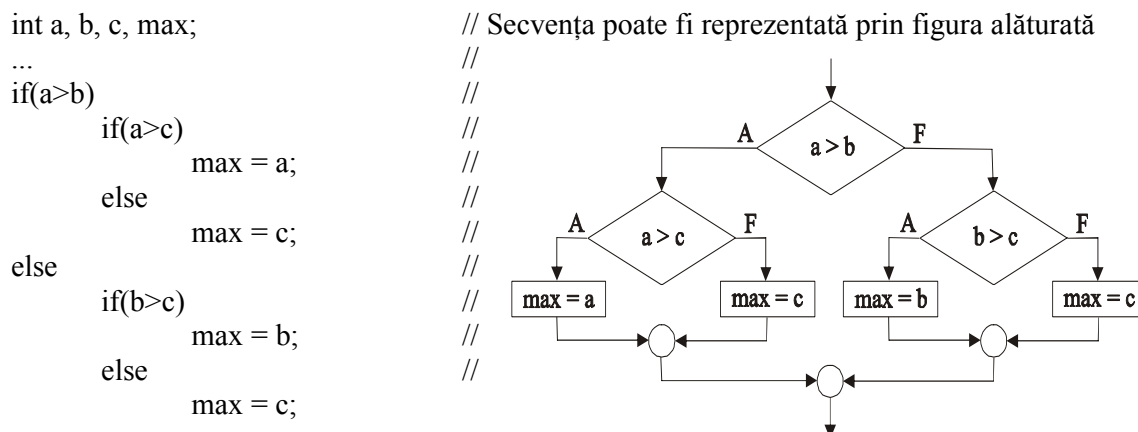 int a, b, c, max; // Secvența poate fi reprezentată prin figura alăturată
... //
if(a>b) //
if(a>c) //
max = a; //
else //
max = c; //
else //
if(b>c) //
max = b; //
else //
max = c;
A a > b F
A a > c F A b > c F
max = a max = c max = b max = c